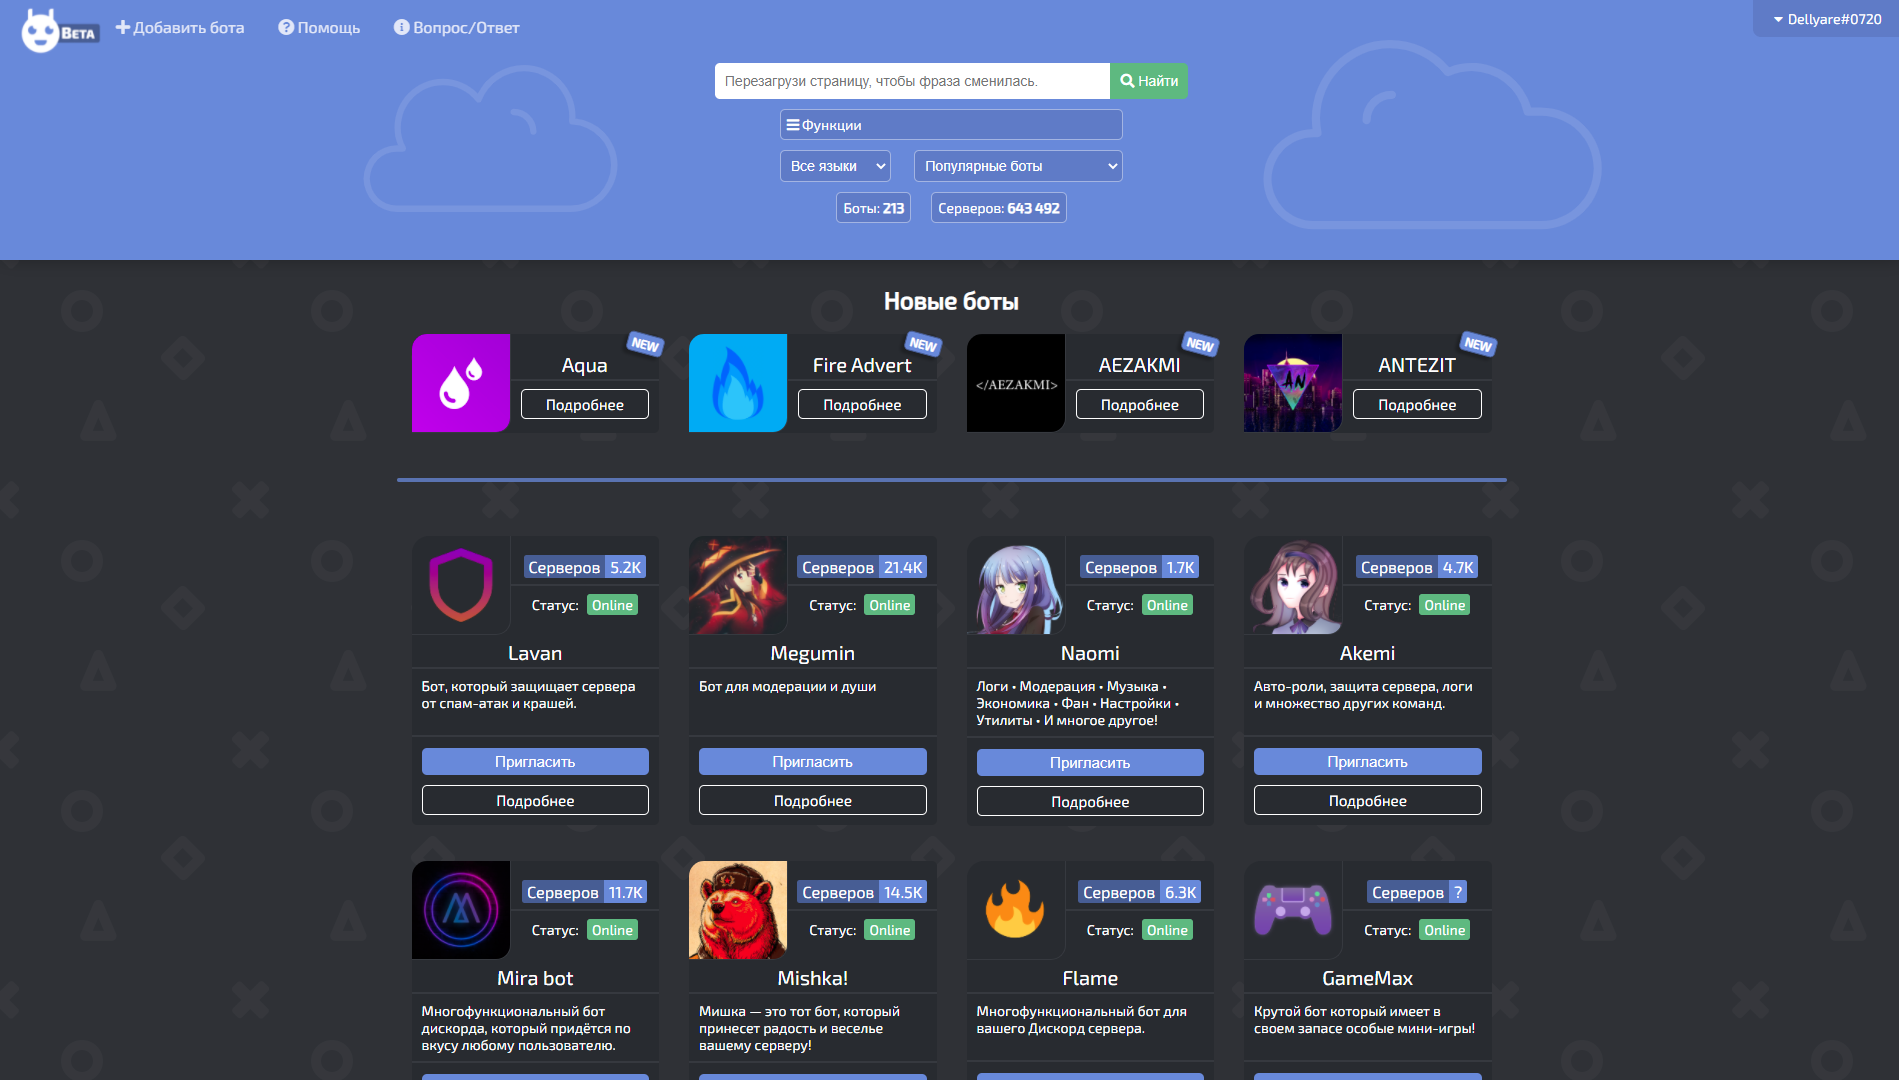 BETA
Добавить бота
Помощь
Вопрос/Ответ
Dellyare#0720
Перезагрузи страницу, чтобы фраза сменилась.
Найти
Функции
Все языки
Популярные боты
Боты: 213
Серверов: 643 492
Новые боты
NEW
Aqua
Подробнее
NEW
Fire Advert
Подробнее
</AEZAKMI>
NEW
AEZAKMI
Подробнее
AN
NEW
ANTEZIT
Подробнее
Серверов 5.2K
Статус: Online
Lavan
Бот, который защищает сервера
от спам-атак и крашей.
Пригласить
Подробнее
Серверов 21.4K
Статус: Online
Megumin
Бот для модерации и души
Пригласить
Подробнее
Серверов 1.7K
Статус: Online
Naomi
Логи • Модерация • Музыка •
Экономика • Фан • Настройки •
Утилиты • И многое другое!
Пригласить
Подробнее
Серверов 4.7K
Статус: Online
Akemi
Авто-роли, защита сервера, логи
и множество других команд.
Пригласить
Подробнее
Серверов 11.7K
Статус: Online
Mira bot
Многофункциональный бот
дискорда, который придётся по
вкусу любому пользователю.
Серверов 14.5K
Статус: Online
Mishka!
Мишка — это тот бот, который
принесет радость и веселье
вашему серверу!
Серверов 6.3K
Статус: Online
Flame
Многофункциональный бот для
вашего Дискорд сервера.
Серверов ?
Статус: Online
GameMax
Крутой бот который имеет в
своем запасе особые мини-игры!